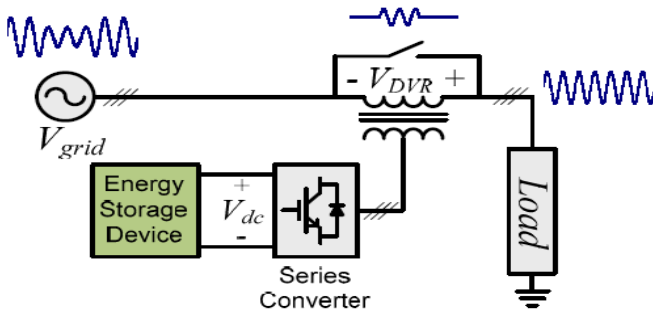 - V_DVR +
V_grid
Energy
Storage
Device
+
V_dc
-
Series
Converter
Load